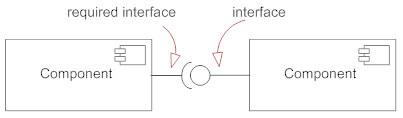 required interface
interface
Component
Component